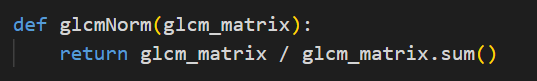 def glcmNorm(glcm_matrix):
    return glcm_matrix / glcm_matrix.sum()